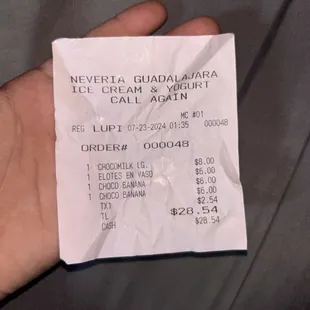 NEVERIA GUADALAJARA
ICE CREAM & YOGURT
CALL AGAIN
MC #01
REG LUPI 07-23-2024 01:35 000048
ORDER# 000048
1 CHOCOMILK LG. $8.00
1 ELOTES EN VASO $6.00
1 CHOCO BANANA $6.00
1 CHOCO BANANA $6.00
TX1 $2.54
TL $28.54
CASH $28.54